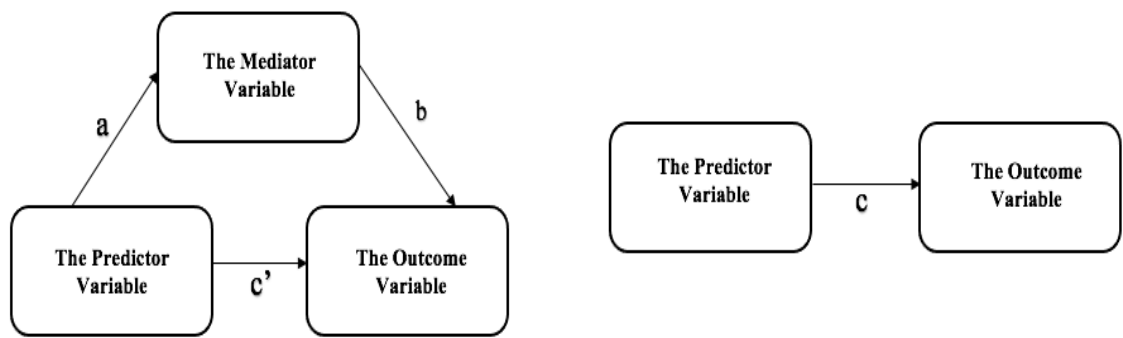 The Mediator
Variable
a
b
The Predictor
Variable
c’
The Outcome
Variable
The Predictor
Variable
c
The Outcome
Variable